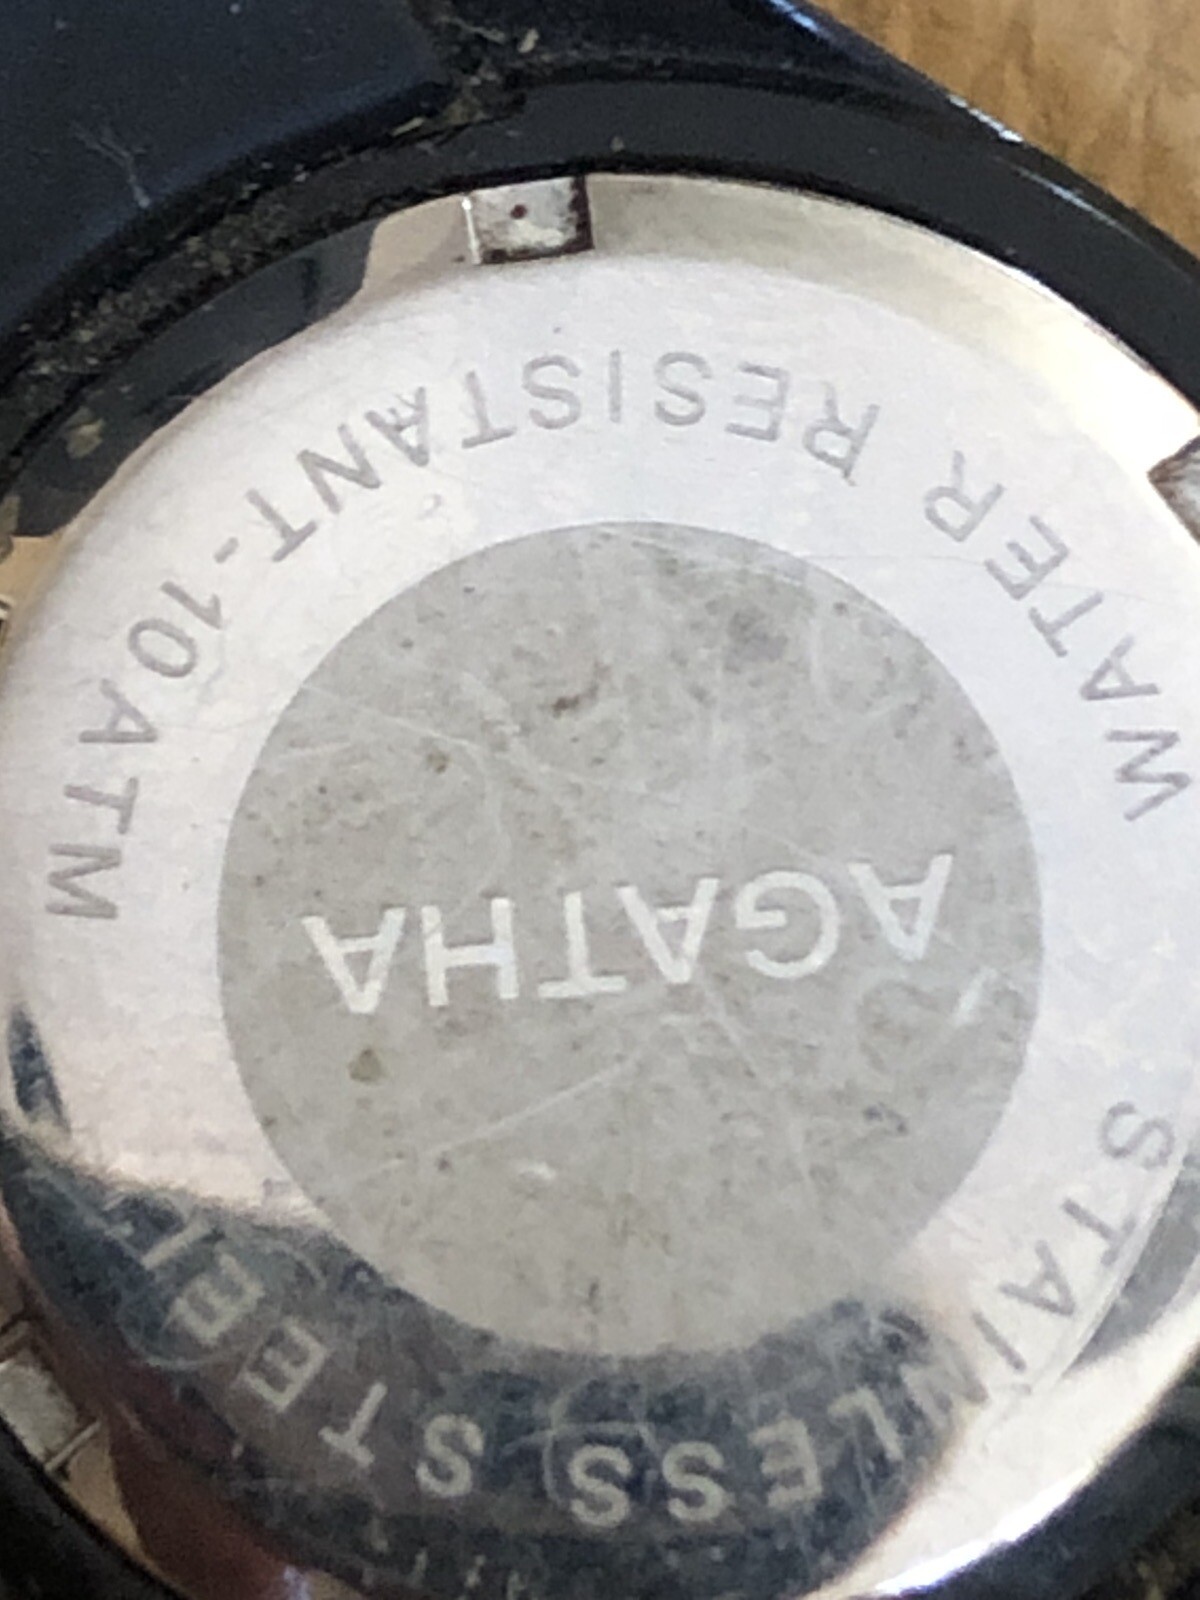 WATER RESISTANT-10ATM
AGATHA
STAINLESS STEEL